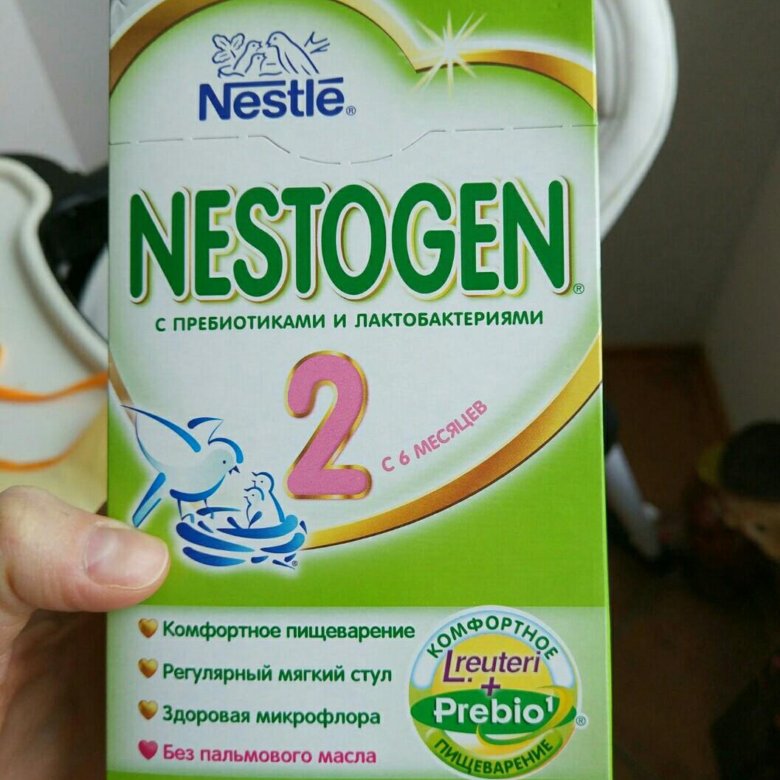 Nestlé®
NESTOGEN®
С ПРЕБИОТИКАМИ И ЛАКТОБАКТЕРИЯМИ
2
С 6 МЕСЯЦЕВ
Комфортное пищеварение
Регулярный мягкий стул
Здоровая микрофлора
Без пальмового масла
КОМФОРТНОЕ
L.reuteri
+
Prebio¹®
ПИЩЕВАРЕНИЕ